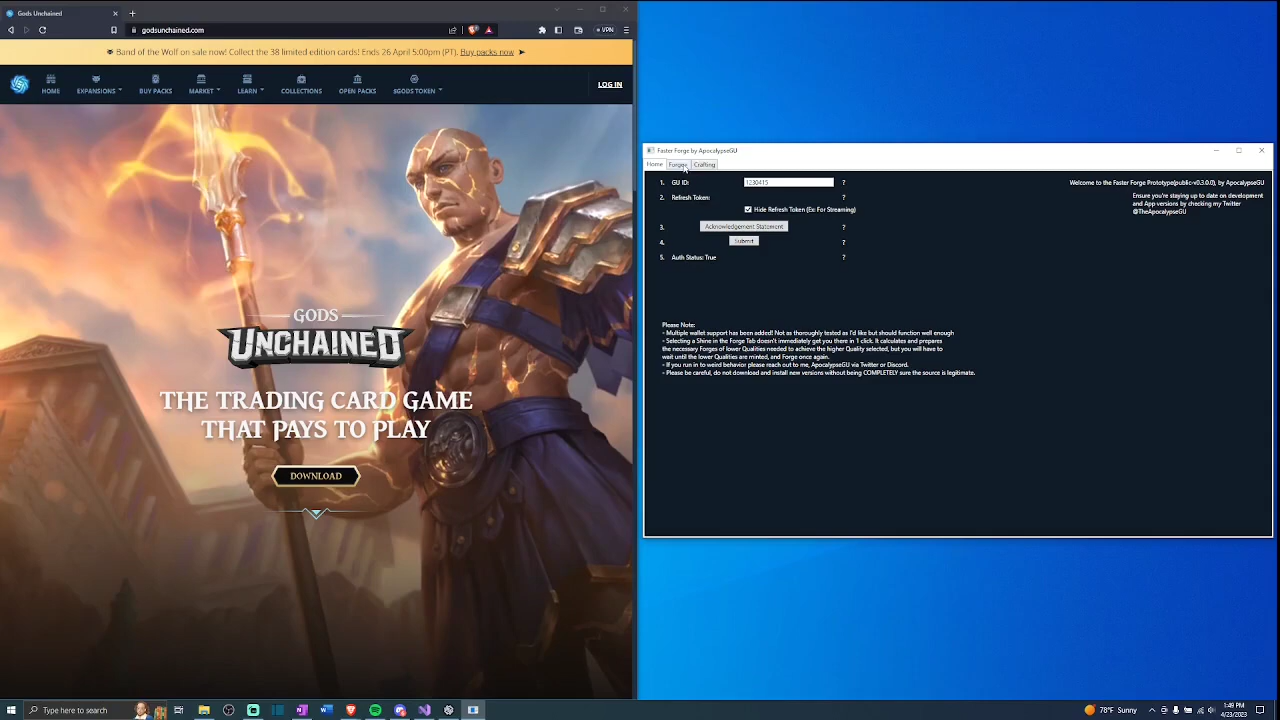 Gods Unchained
godsunchained.com
VPN
Band of the Wolf on sale now! Collect the 38 limited edition cards! Ends 26 April 5:00pm (PT). Buy packs now
HOME
EXPANSIONS
BUY PACKS
MARKET
LEARN
COLLECTIONS
OPEN PACKS
$GODS TOKEN
LOG IN
GODS
UNCHAINED
THE TRADING CARD GAME
THAT PAYS TO PLAY
DOWNLOAD
Faster Forge by ApocalypseGU
Home Forge Crafting
1. GU ID: 1230415 ?
2. Refresh Token: ?
Hide Refresh Token (Ex: For Streaming)
3. Acknowledgement Statement ?
4. Submit ?
5. Auth Status: True ?
Welcome to the Faster Forge Prototype(public-v0.3.0.0), by ApocalypseGU
Ensure you're staying up to date on development
and App versions by checking my Twitter
@TheApocalypseGU
Please Note:
- Multiple wallet support has been added! Not as thoroughly tested as I'd like but should function well enough
- Selecting a Shine in the Forge Tab doesn't immediately get you there in 1 click. It calculates and prepares
the necessary Forges of lower Qualities needed to achieve the higher Quality selected, but you will have to
wait until the lower Qualities are minted, and Forge once again.
- If you run in to weird behavior please reach out to me, ApocalypseGU via Twitter or Discord.
- Please be careful, do not download and install new versions without being COMPLETELY sure the source is legitimate.
Type here to search
78°F Sunny
1:49 PM
4/23/2023